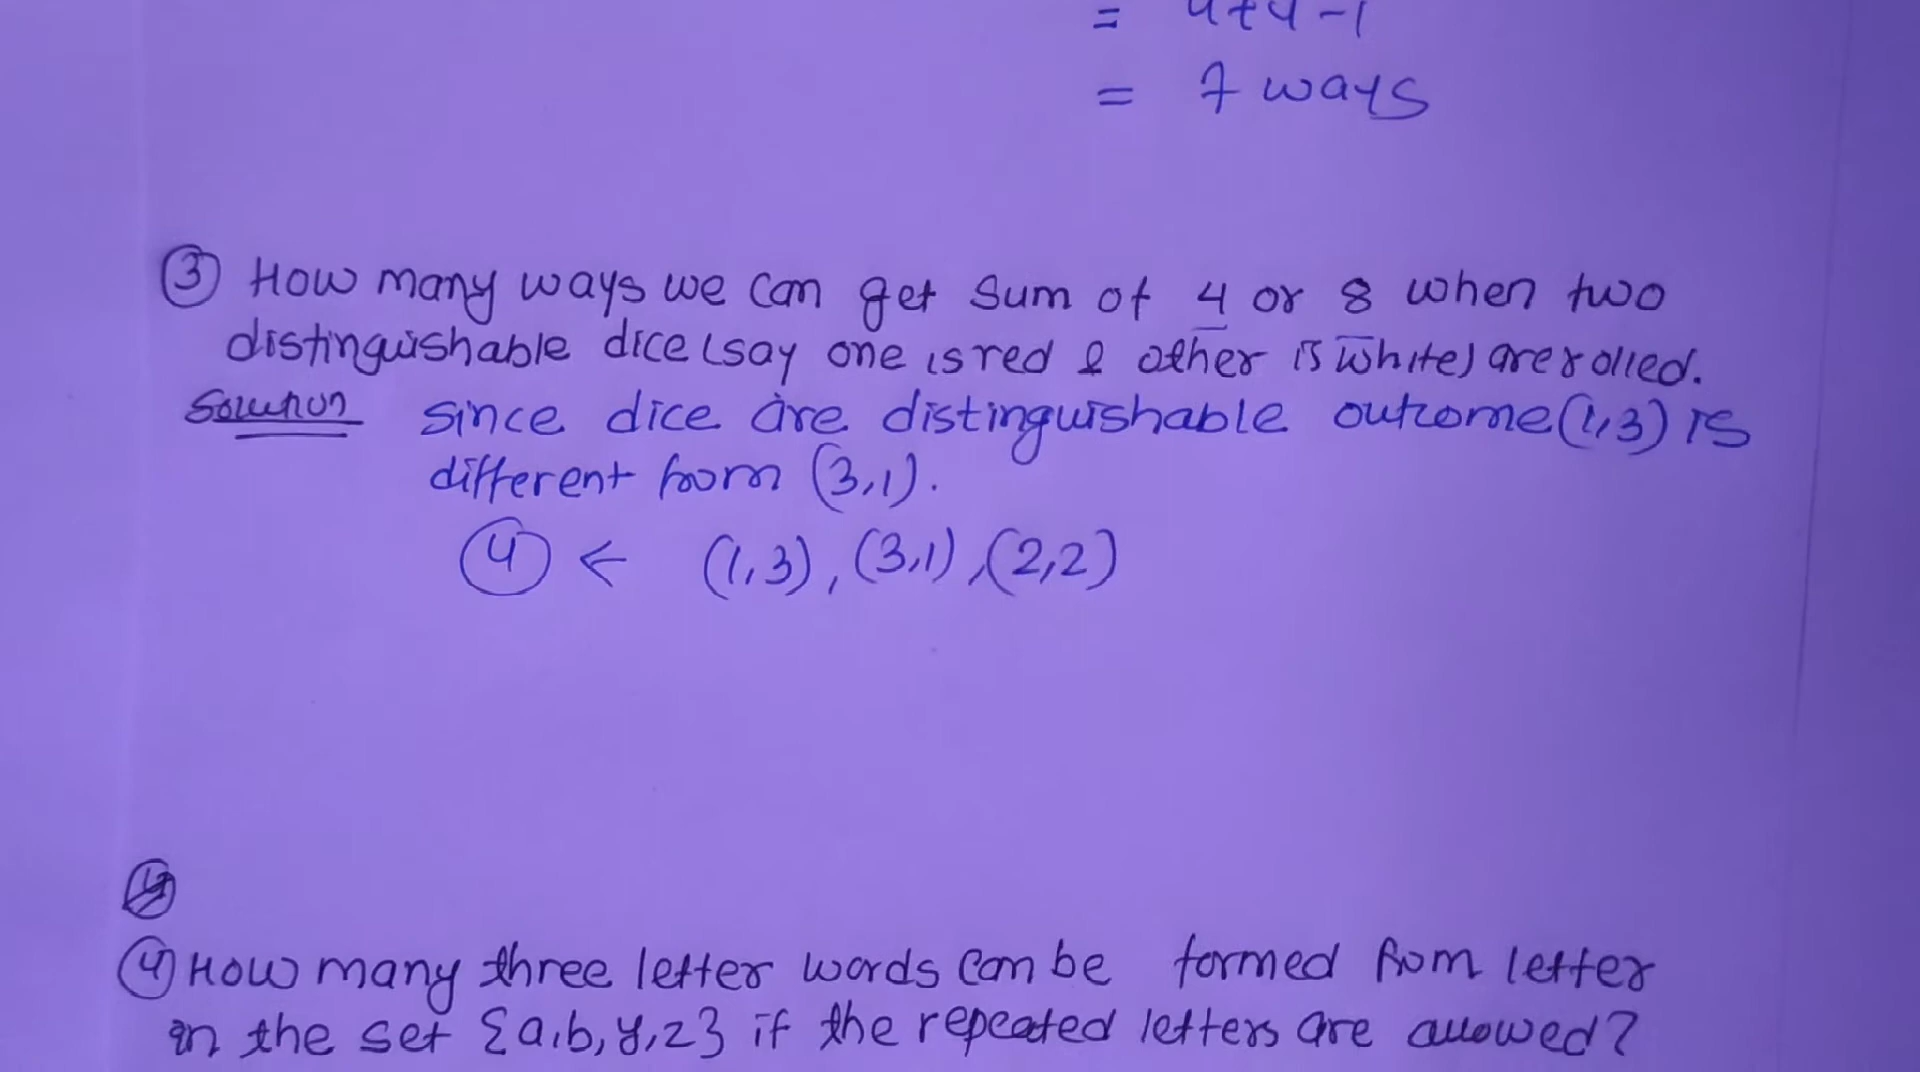 = 4+4-1
= 7 ways
③ How many ways we can get sum of 4 or 8 when two
distinguishable dice (say one is red & other is white) are rolled.
Solution since dice are distinguishable outcome (1,3) is
different from (3,1).
④ ← (1,3), (3,1), (2,2)
④ How many three letter words can be formed from letter
in the set {a,b,y,z} if the repeated letters are allowed?